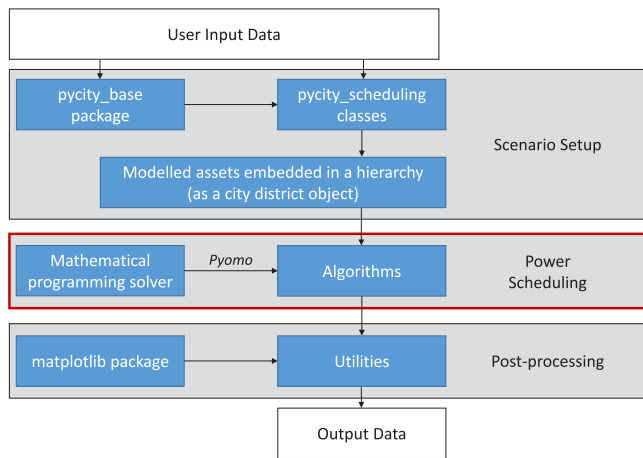 User Input Data
pycity_base
package
pycity_scheduling
classes
Scenario Setup
Modelled assets embedded in a hierarchy
(as a city district object)
Mathematical
programming solver
Pyomo
Algorithms
Power
Scheduling
matplotlib package
Utilities
Post-processing
Output Data